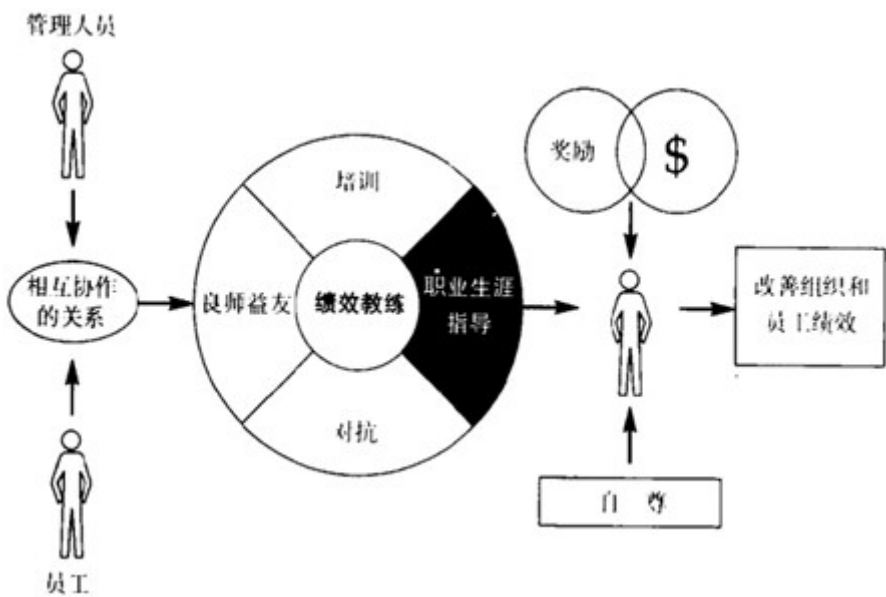 管理人员
相互协作
的关系
员工
培训
良师益友
绩效教练
职业生涯
指导
对抗
奖励
$
自 尊
改善组织和
员工绩效